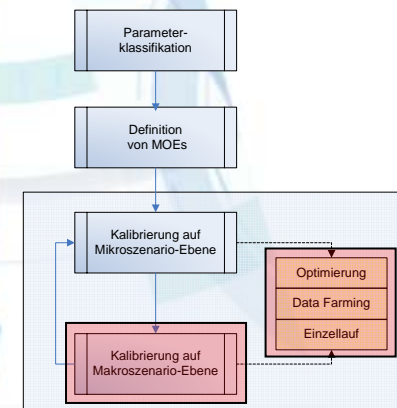 Parameter-
klassifikation
Definition
von MOEs
Kalibrierung auf
Mikroszenario-Ebene
Optimierung
Data Farming
Einzellauf
Kalibrierung auf
Makroszenario-Ebene